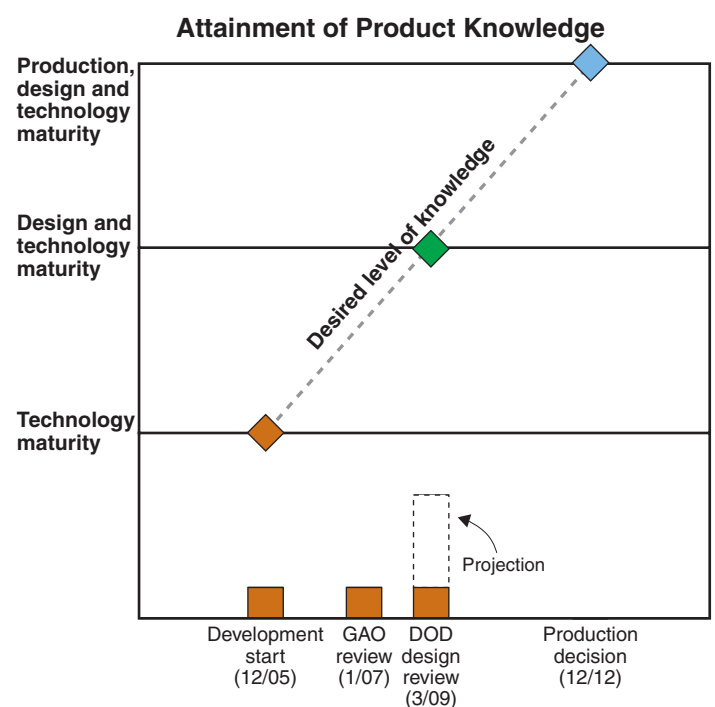 Attainment of Product Knowledge
Production,
design and
technology
maturity
Design and
technology
maturity
Technology
maturity
Desired level of knowledge
Projection
Development
start
(12/05)
GAO
review
(1/07)
DOD
design
review
(3/09)
Production
decision
(12/12)